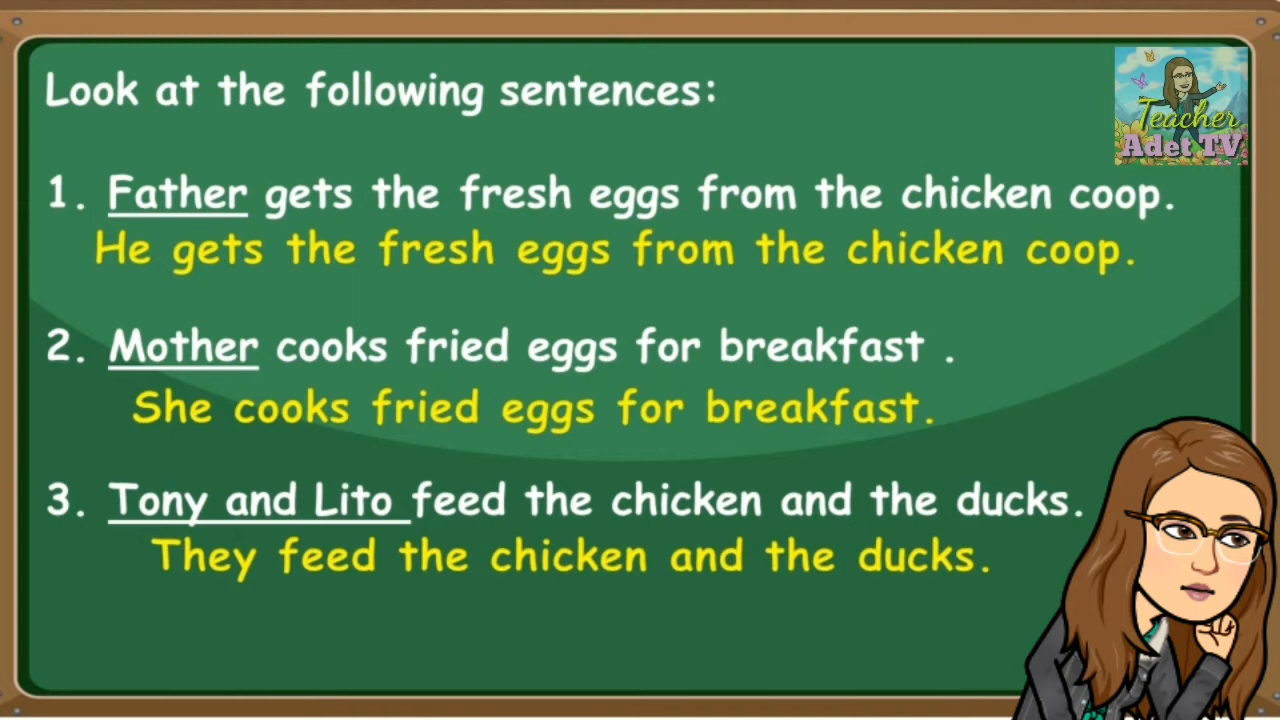 Look at the following sentences:
Teacher
Adet TV
1. Father gets the fresh eggs from the chicken coop.
He gets the fresh eggs from the chicken coop.
2. Mother cooks fried eggs for breakfast .
She cooks fried eggs for breakfast.
3. Tony and Lito feed the chicken and the ducks.
They feed the chicken and the ducks.